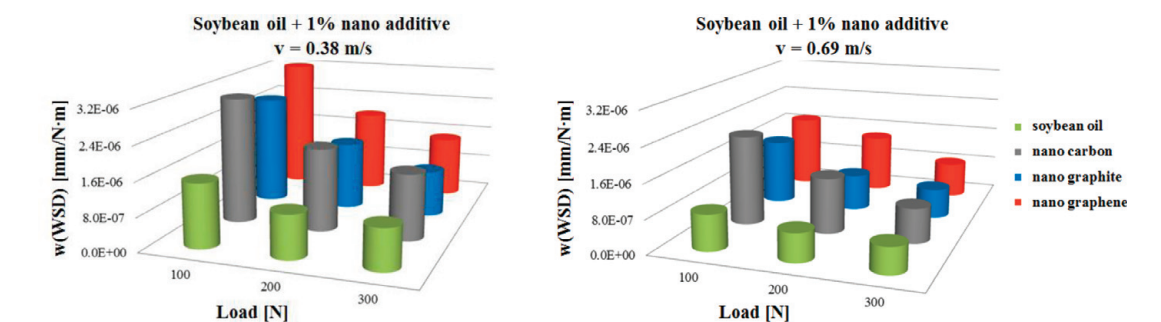 Soybean oil + 1% nano additive
v = 0.38 m/s
w(WSD) [mm/N·m]
3.2E-06
2.4E-06
1.6E-06
8.0E-07
0.0E+00
100
200
300
Load [N]
Soybean oil + 1% nano additive
v = 0.69 m/s
w(WSD) [mm/N·m]
3.2E-06
2.4E-06
1.6E-06
8.0E-07
0.0E+00
100
200
300
Load [N]
soybean oil
nano carbon
nano graphite
nano graphene